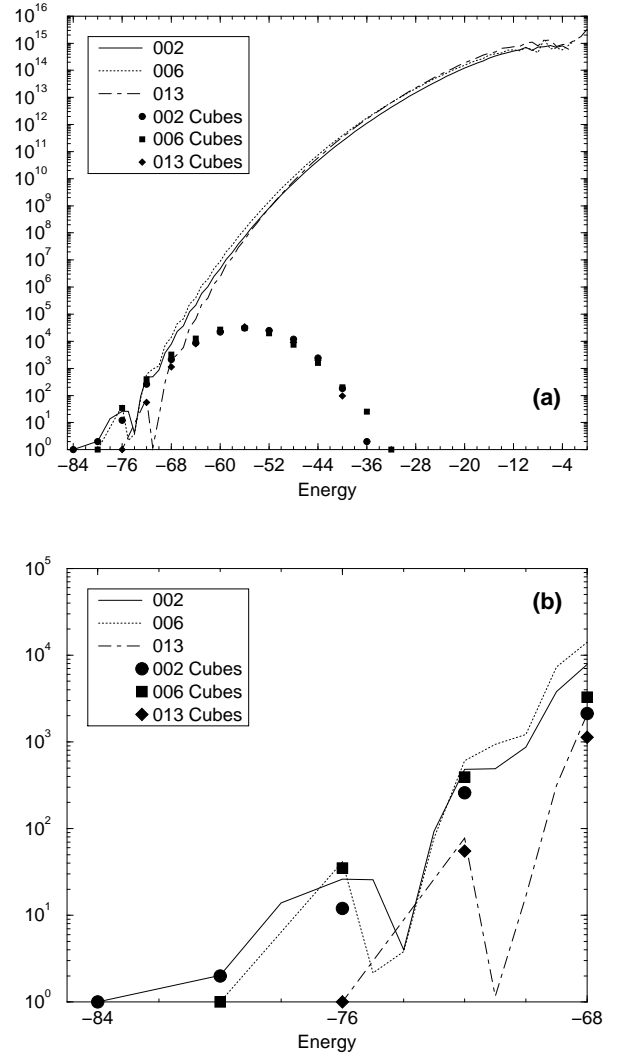 10^16
10^15
10^14
10^13
10^12
10^11
10^10
10^9
10^8
10^7
10^6
10^5
10^4
10^3
10^2
10^1
10^0
002
006
013
002 Cubes
006 Cubes
013 Cubes
(a)
−84 −76 −68 −60 −52 −44 −36 −28 −20 −12 −4
Energy
10^5
10^4
10^3
10^2
10^1
10^0
002
006
013
002 Cubes
006 Cubes
013 Cubes
(b)
−84 −76 −68
Energy